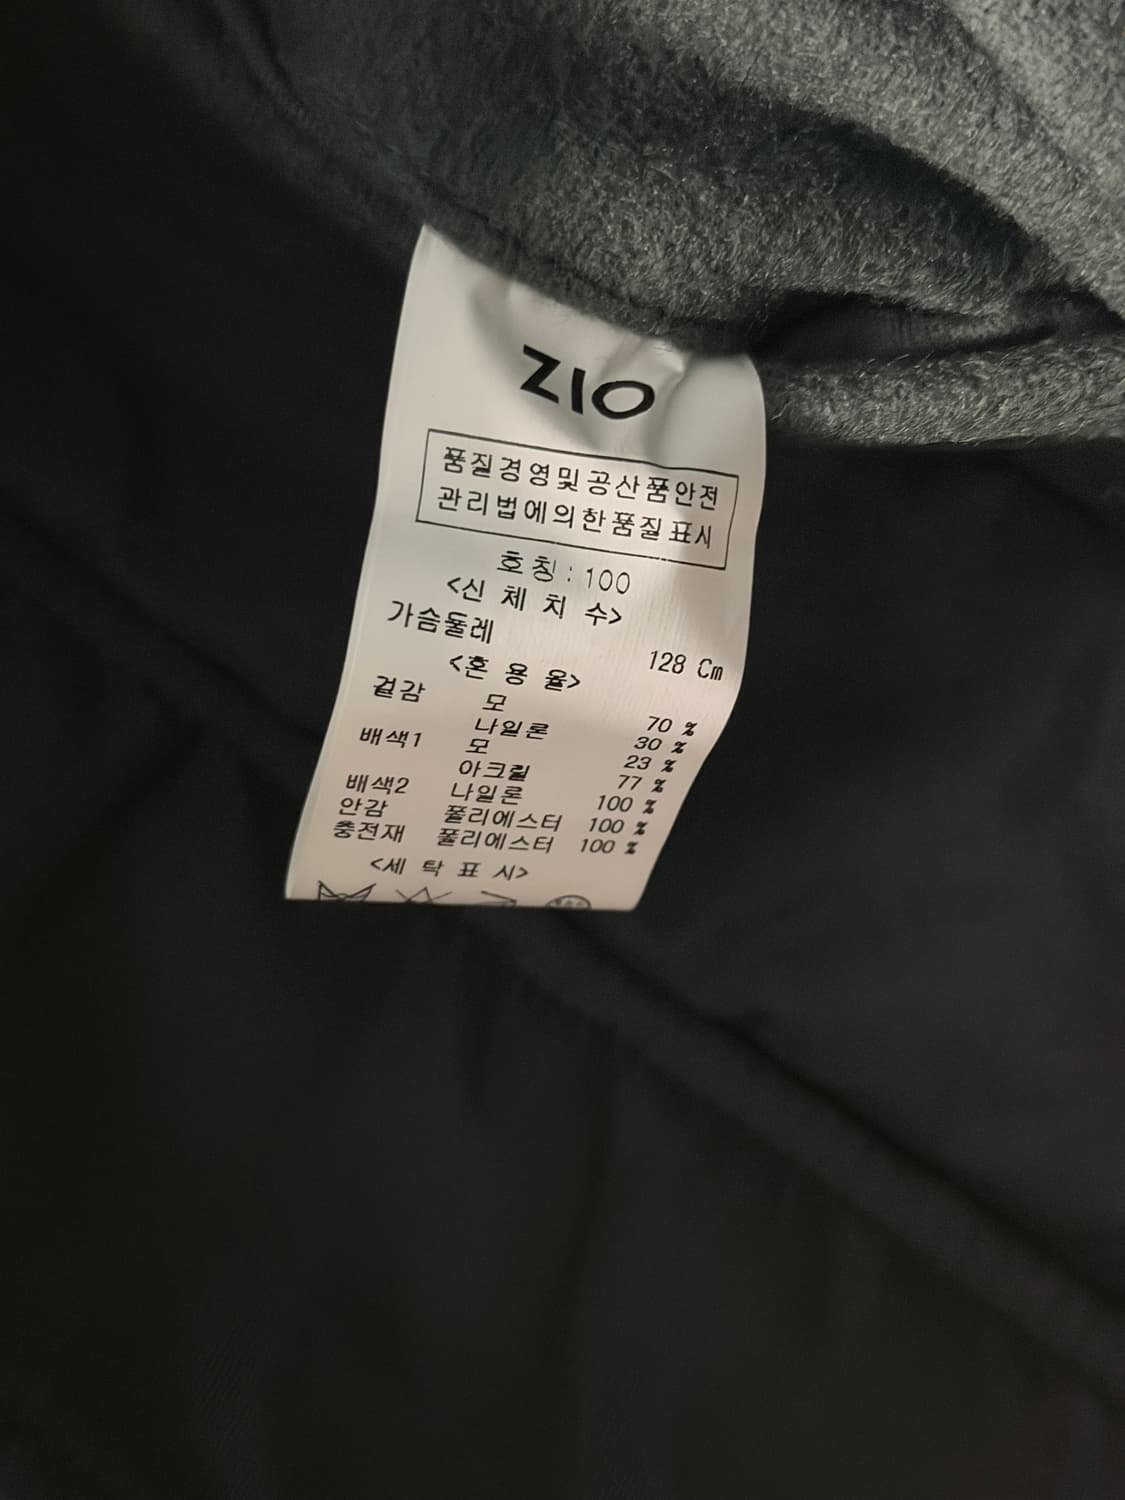 ZIO
품질경영및공산품안전
관리법에의한품질표시
호칭:100
<신 체 치 수>
가슴둘레 128 Cm
<혼 용 율>
겉감 모 70 %
나일론 30 %
배색1 모 23 %
아크릴 77 %
배색2 나일론 100 %
안감 폴리에스터 100 %
충전재 폴리에스터 100 %
<세 탁 표 시>